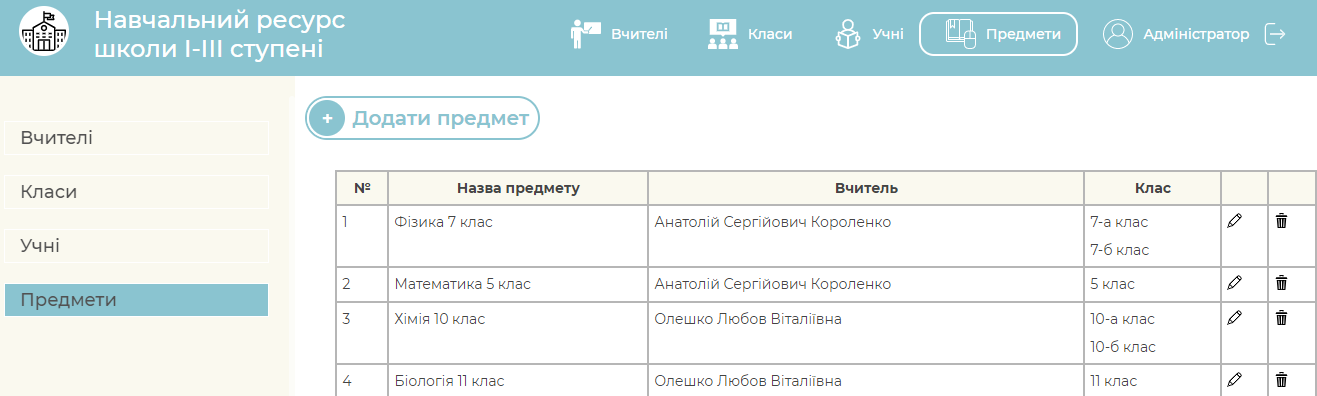 Навчальний ресурс
школи І-ІІІ ступені
Вчителі
Класи
Учні
Предмети
Адміністратор
Вчителі
Класи
Учні
Предмети
+ Додати предмет
№ Назва предмету Вчитель Клас
1 Фізика 7 клас Анатолій Сергійович Короленко 7-а клас
7-б клас
2 Математика 5 клас Анатолій Сергійович Короленко 5 клас
3 Хімія 10 клас Олешко Любов Віталіївна 10-а клас
10-б клас
4 Біологія 11 клас Олешко Любов Віталіївна 11 клас